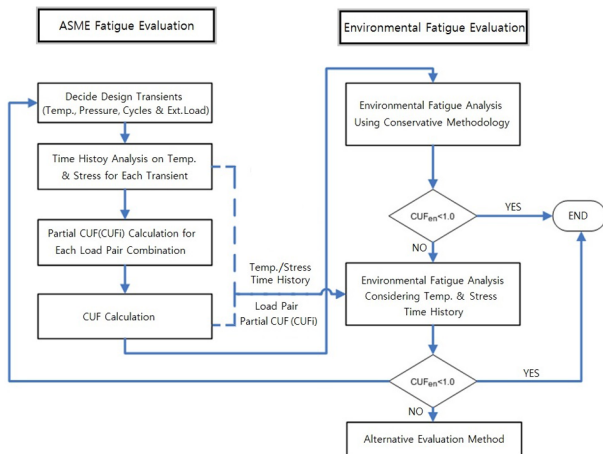 ASME Fatigue Evaluation
Decide Design Transients
(Temp., Pressure, Cycles & Ext.Load)
Time Histoy Analysis on Temp.
& Stress for Each Transient
Partial CUF(CUFi) Calculation for
Each Load Pair Combination
CUF Calculation
Temp./Stress
Time History
Load Pair
Partial CUF (CUFi)
Environmental Fatigue Evaluation
Environmental Fatigue Analysis
Using Conservative Methodology
CUFen<1.0
YES
END
NO
Environmental Fatigue Analysis
Considering Temp. & Stress
Time History
CUFen<1.0
YES
NO
Alternative Evaluation Method